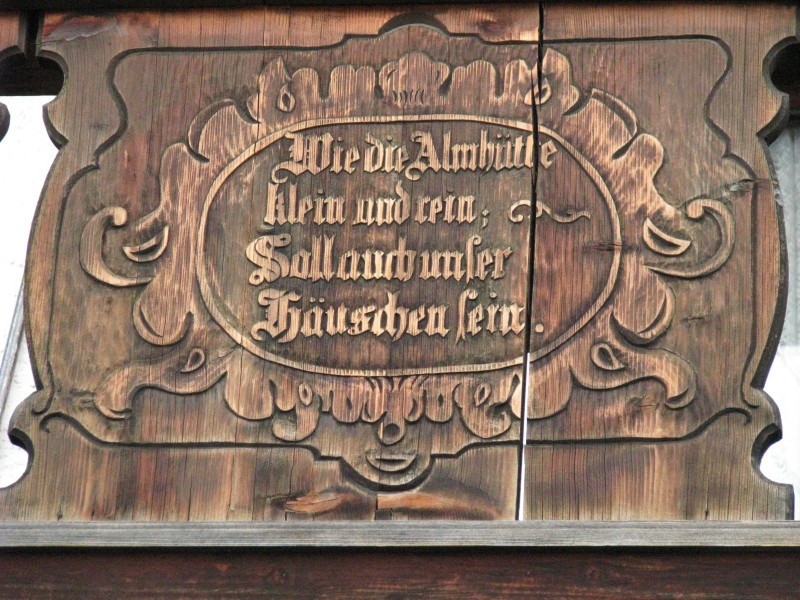 Wie die Almhütte
klein und rein;
Soll auch unser
Häuschen sein.